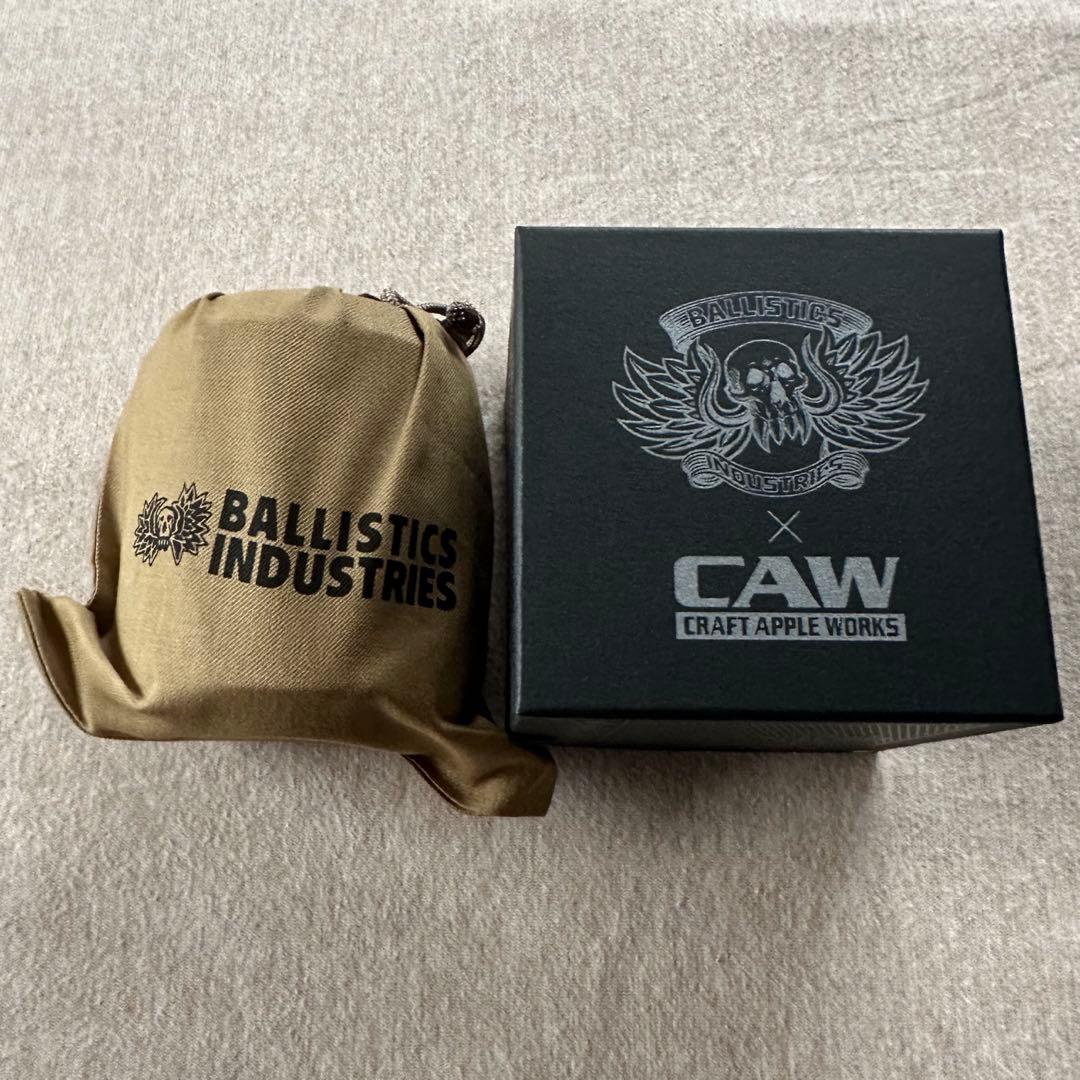 BALLISTICS
INDUSTRIES
BALLISTICS
INDUSTRIES
×
CAW
CRAFT APPLE WORKS